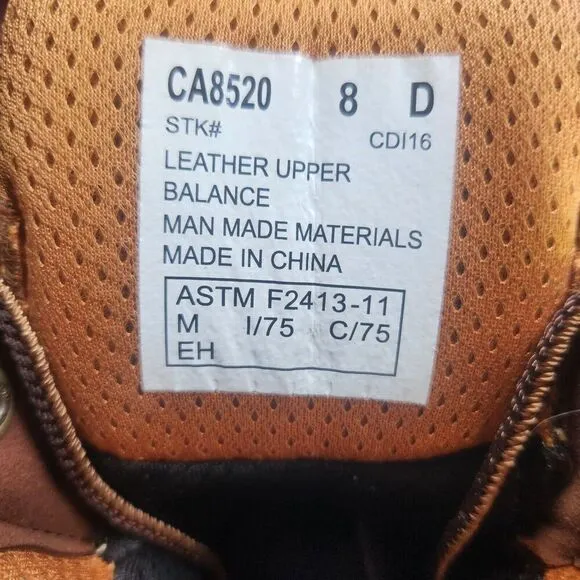 CA8520 8 D
STK# CDI16
LEATHER UPPER
BALANCE
MAN MADE MATERIALS
MADE IN CHINA
ASTM F2413-11
M I/75 C/75
EH